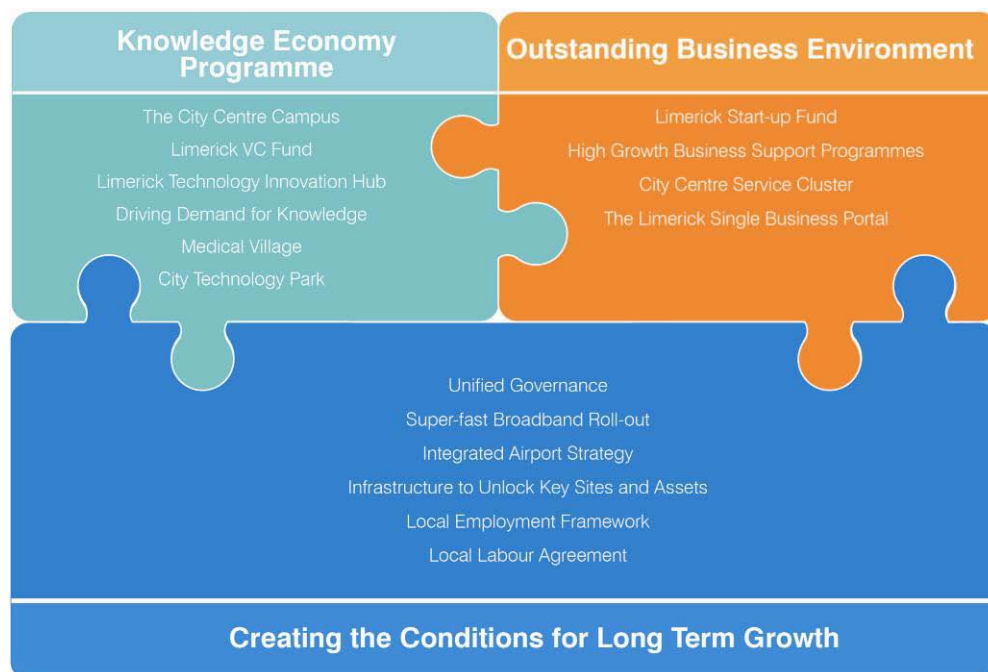 Knowledge Economy
Programme
The City Centre Campus
Limerick VC Fund
Limerick Technology Innovation Hub
Driving Demand for Knowledge
Medical Village
City Technology Park
Outstanding Business Environment
Limerick Start-up Fund
High Growth Business Support Programmes
City Centre Service Cluster
The Limerick Single Business Portal
Unified Governance
Super-fast Broadband Roll-out
Integrated Airport Strategy
Infrastructure to Unlock Key Sites and Assets
Local Employment Framework
Local Labour Agreement
Creating the Conditions for Long Term Growth